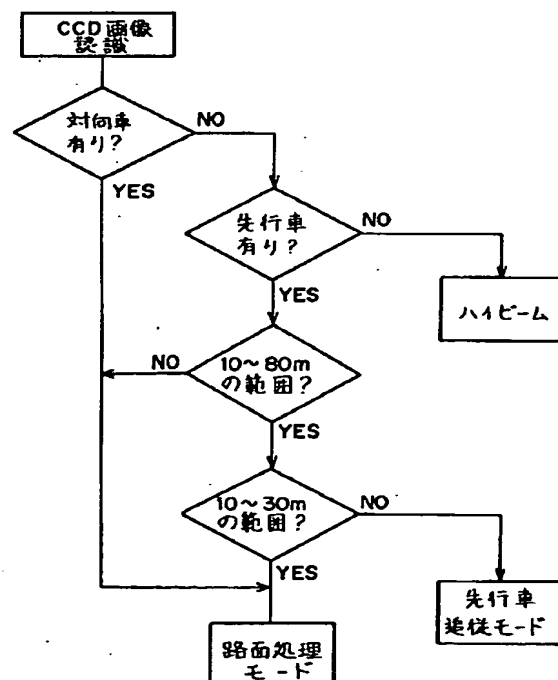 CCD画像
認識
対向車
有り？
NO
YES
先行車
有り？
NO
YES
ハイビーム
10～80m
の範囲？
NO
YES
10～30m
の範囲？
NO
YES
先行車
追従モード
路面処理
モード